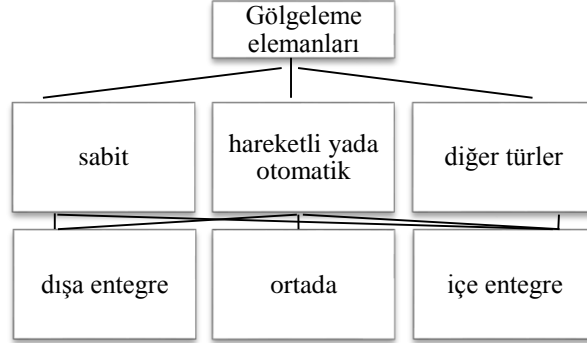 Gölgeleme
elemanları
sabit
hareketli yada
otomatik
diğer türler
dışa entegre
ortada
içe entegre